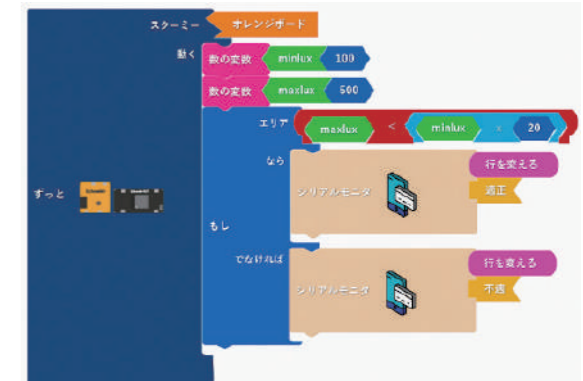 スクーミー オレンジボード
動く 数の変数 minlux 100
数の変数 maxlux 500
エリア maxlux < minlux x 20
なら 行を変える
シリアルモニタ 適正
ずっと
もし
でなければ 行を変える
シリアルモニタ 不適